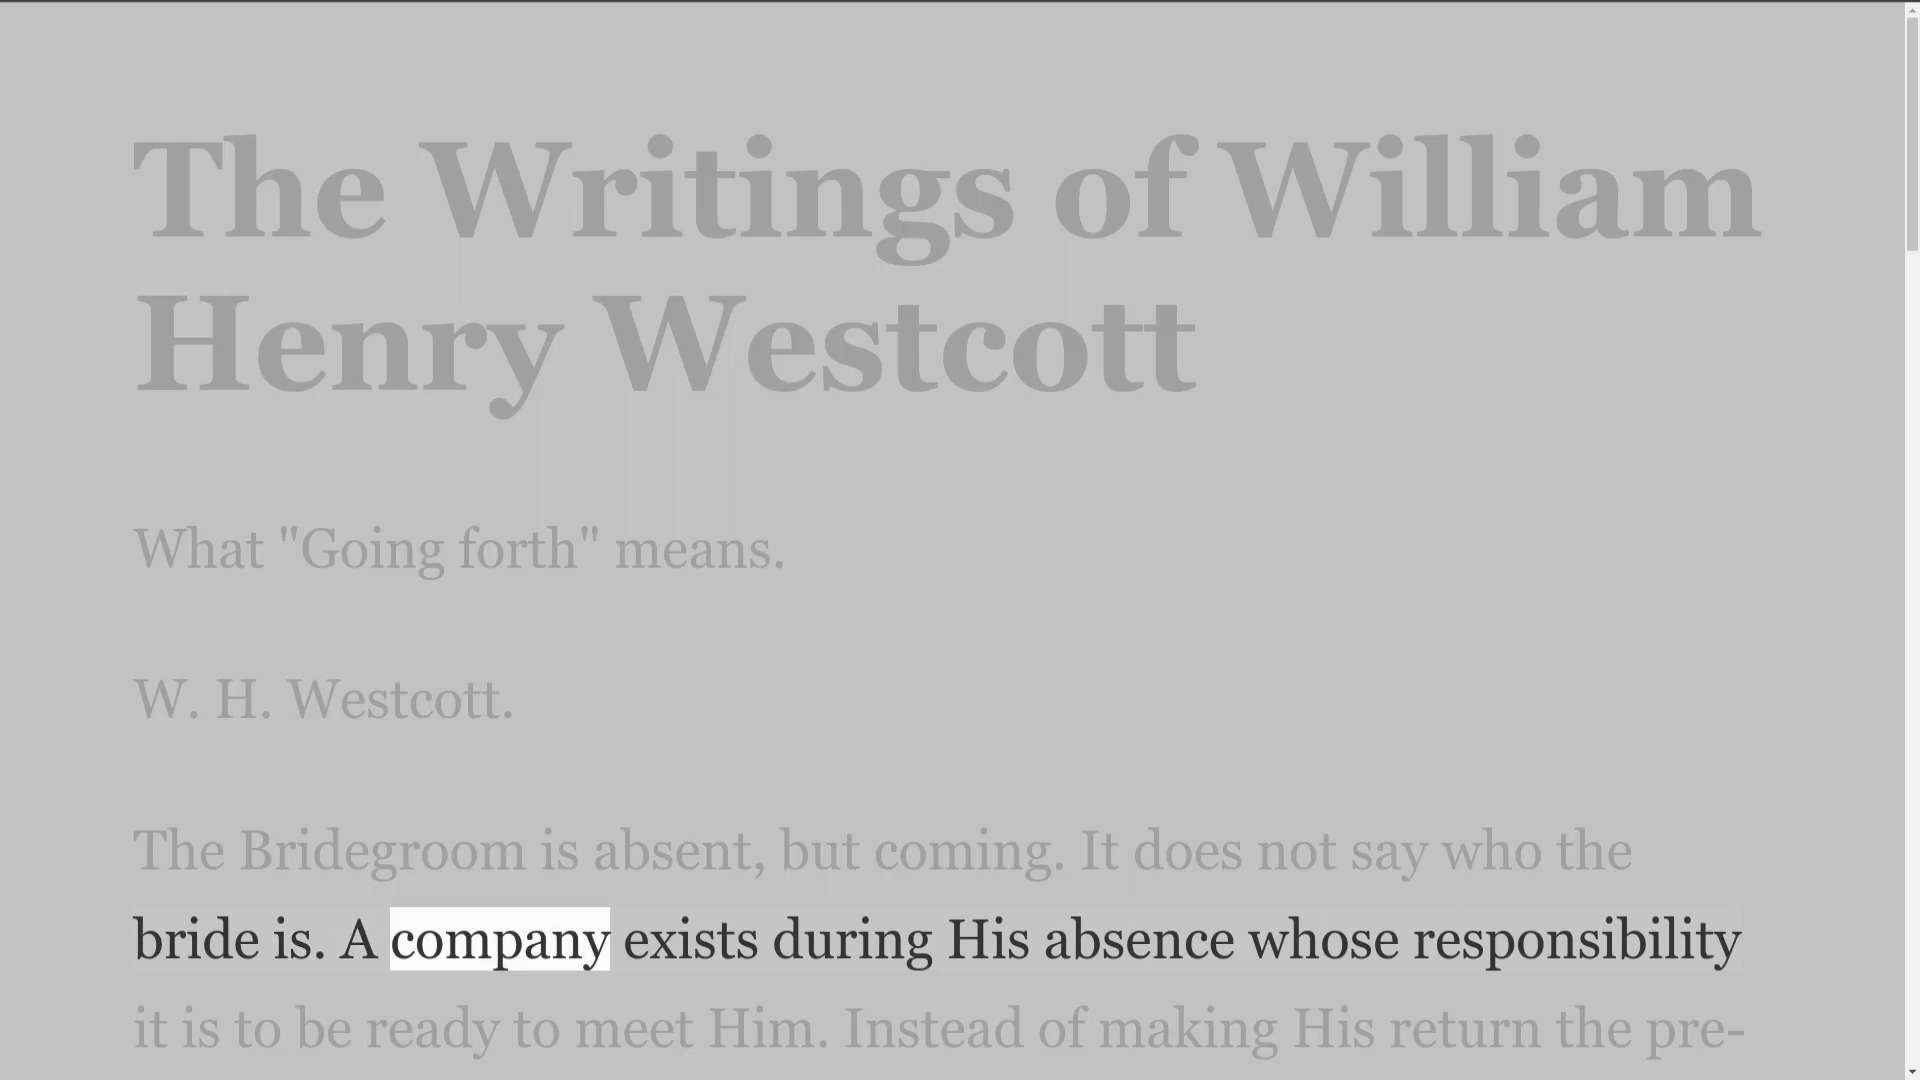 The Writings of William
Henry Westcott
What "Going forth" means.
W. H. Westcott.
The Bridegroom is absent, but coming. It does not say who the
bride is. A company exists during His absence whose responsibility
it is to be ready to meet Him. Instead of making His return the pre-